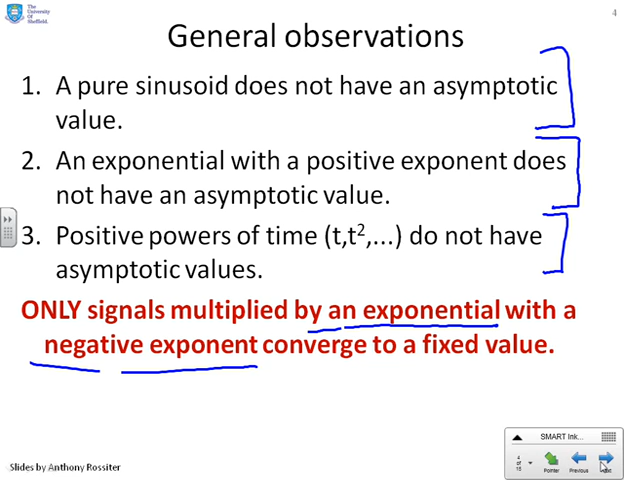 The
University
Of
Sheffield.
4
General observations
1. A pure sinusoid does not have an asymptotic
value.
2. An exponential with a positive exponent does
not have an asymptotic value.
3. Positive powers of time (t,t²,...) do not have
asymptotic values.
ONLY signals multiplied by an exponential with a
negative exponent converge to a fixed value.
SMART Ink...
4
of
15
Pointer Previous Next
Slides by Anthony Rossiter